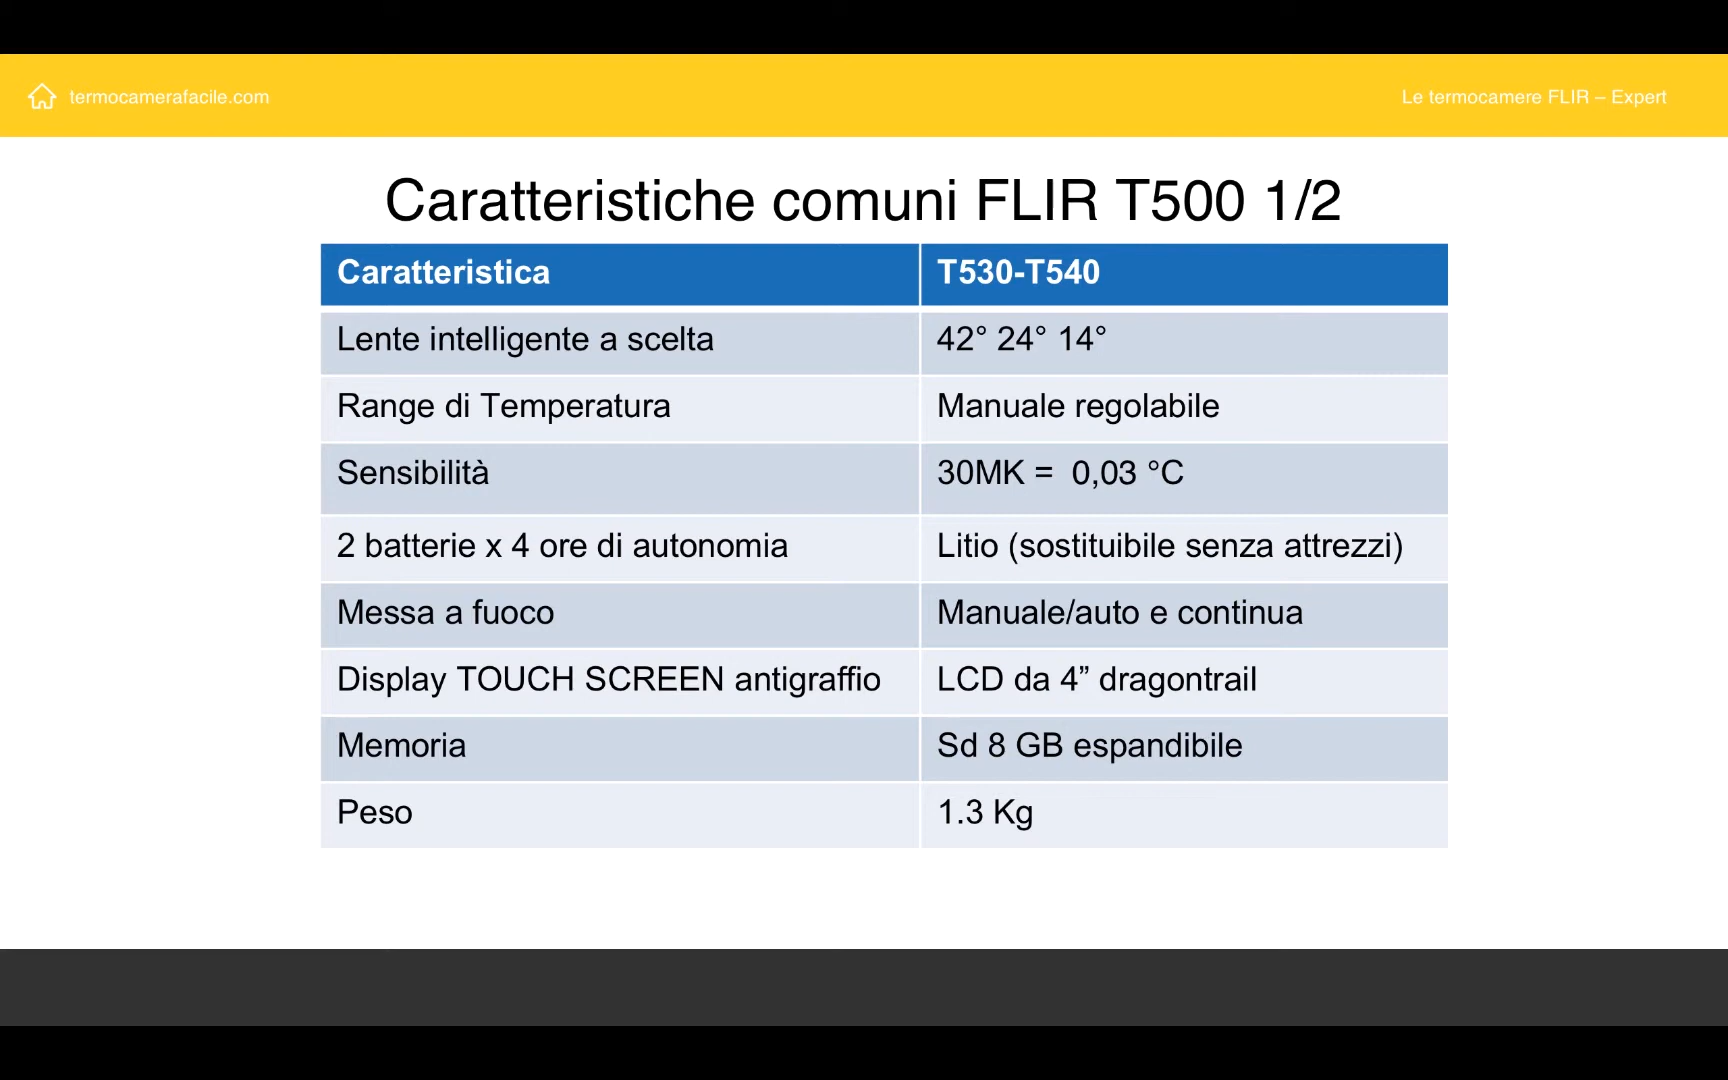 termocamerafacile.com
Le termocamere FLIR – Expert
Caratteristiche comuni FLIR T500 1/2
Caratteristica T530-T540
Lente intelligente a scelta 42° 24° 14°
Range di Temperatura Manuale regolabile
Sensibilità 30MK = 0,03 °C
2 batterie x 4 ore di autonomia Litio (sostituibile senza attrezzi)
Messa a fuoco Manuale/auto e continua
Display TOUCH SCREEN antigraffio LCD da 4” dragontrail
Memoria Sd 8 GB espandibile
Peso 1.3 Kg